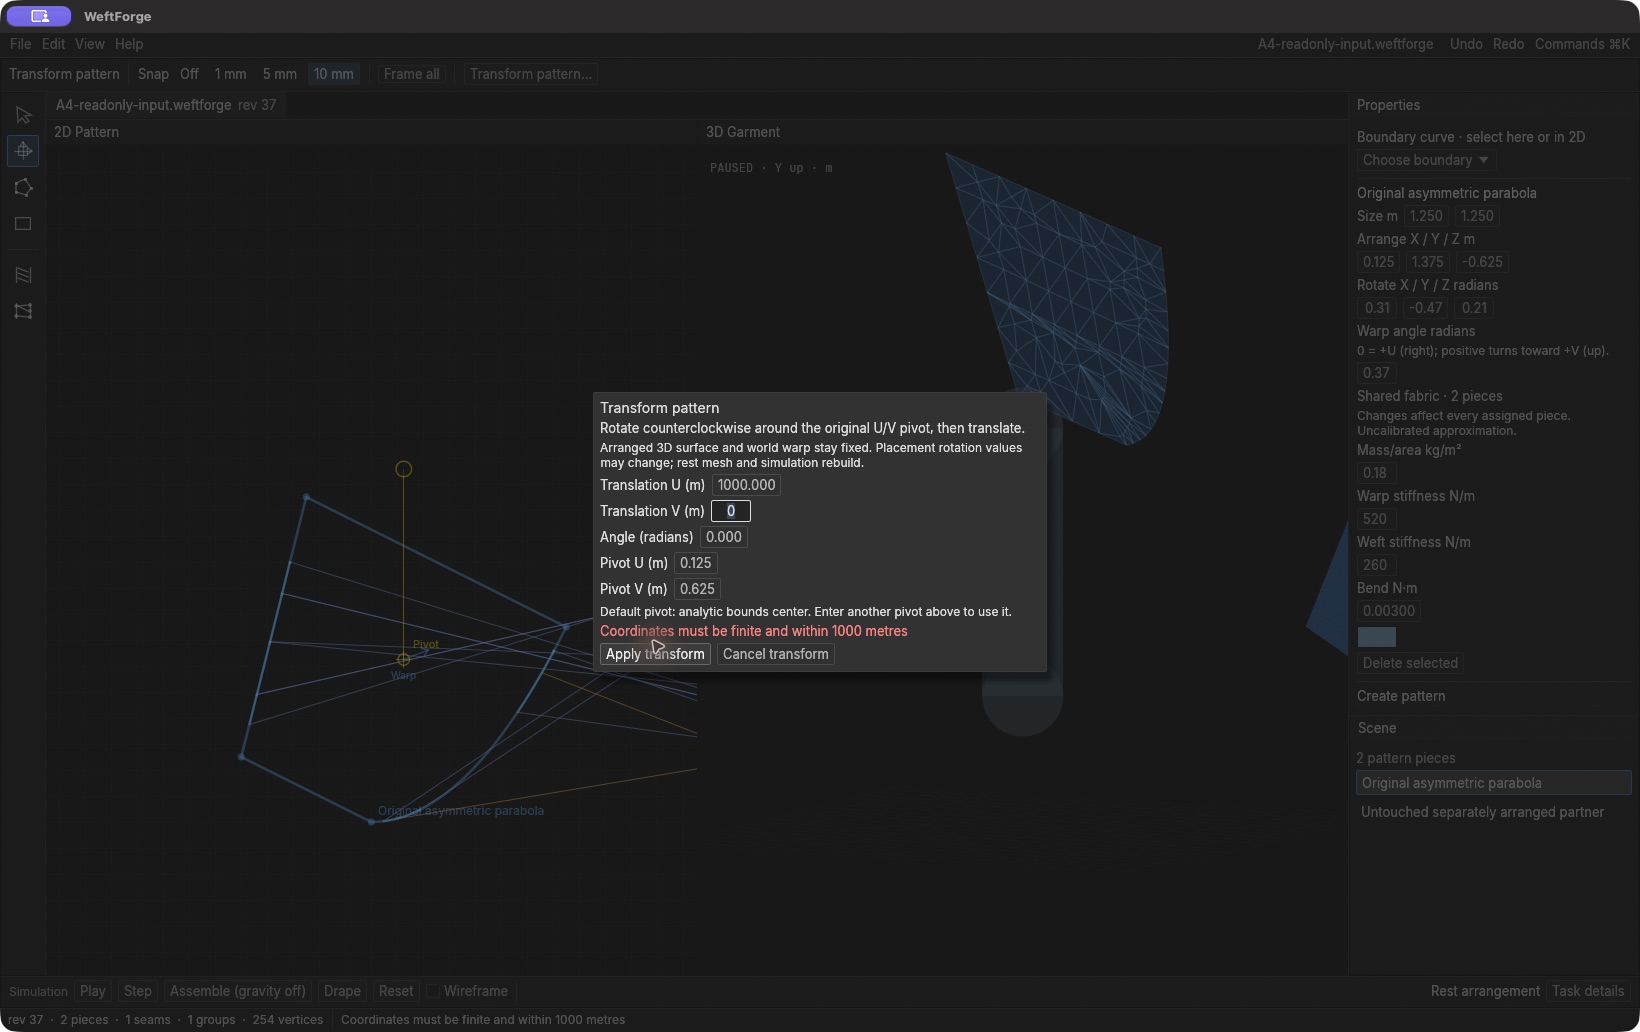 WeftForge
File Edit View Help
A4-readonly-input.weftforge Undo Redo Commands ⌘K
Transform pattern Snap Off 1 mm 5 mm 10 mm Frame all Transform pattern...
A4-readonly-input.weftforge rev 37
2D Pattern
Pivot
Warp
Original asymmetric parabola
3D Garment
PAUSED · Y up · m
Transform pattern
Rotate counterclockwise around the original U/V pivot, then translate.
Arranged 3D surface and world warp stay fixed. Placement rotation values
may change; rest mesh and simulation rebuild.
Translation U (m) 1000.000
Translation V (m) 0
Angle (radians) 0.000
Pivot U (m) 0.125
Pivot V (m) 0.625
Default pivot: analytic bounds center. Enter another pivot above to use it.
Coordinates must be finite and within 1000 metres
Apply transform Cancel transform
Properties
Boundary curve · select here or in 2D
Choose boundary
Original asymmetric parabola
Size m 1.250 1.250
Arrange X / Y / Z m
0.125 1.375 -0.625
Rotate X / Y / Z radians
0.31 -0.47 0.21
Warp angle radians
0 = +U (right); positive turns toward +V (up).
0.37
Shared fabric · 2 pieces
Changes affect every assigned piece.
Uncalibrated approximation.
Mass/area kg/m²
0.18
Warp stiffness N/m
520
Weft stiffness N/m
260
Bend N·m
0.00300
Delete selected
Create pattern
Scene
2 pattern pieces
Original asymmetric parabola
Untouched separately arranged partner
Simulation Play Step Assemble (gravity off) Drape Reset Wireframe
Rest arrangement Task details
rev 37 · 2 pieces · 1 seams · 1 groups · 254 vertices Coordinates must be finite and within 1000 metres